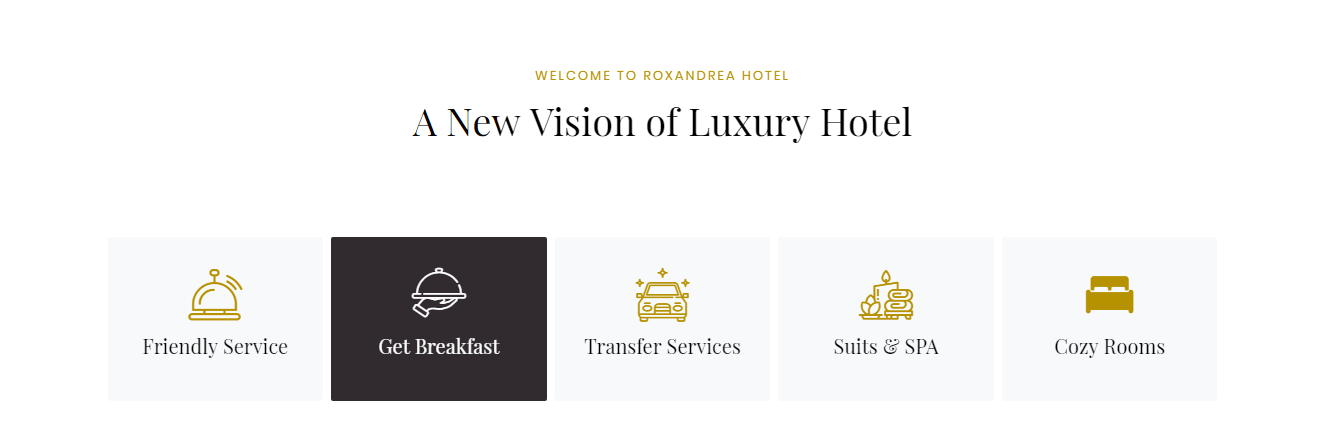 WELCOME TO ROXANDREA HOTEL
A New Vision of Luxury Hotel
Friendly Service
Get Breakfast
Transfer Services
Suits & SPA
Cozy Rooms